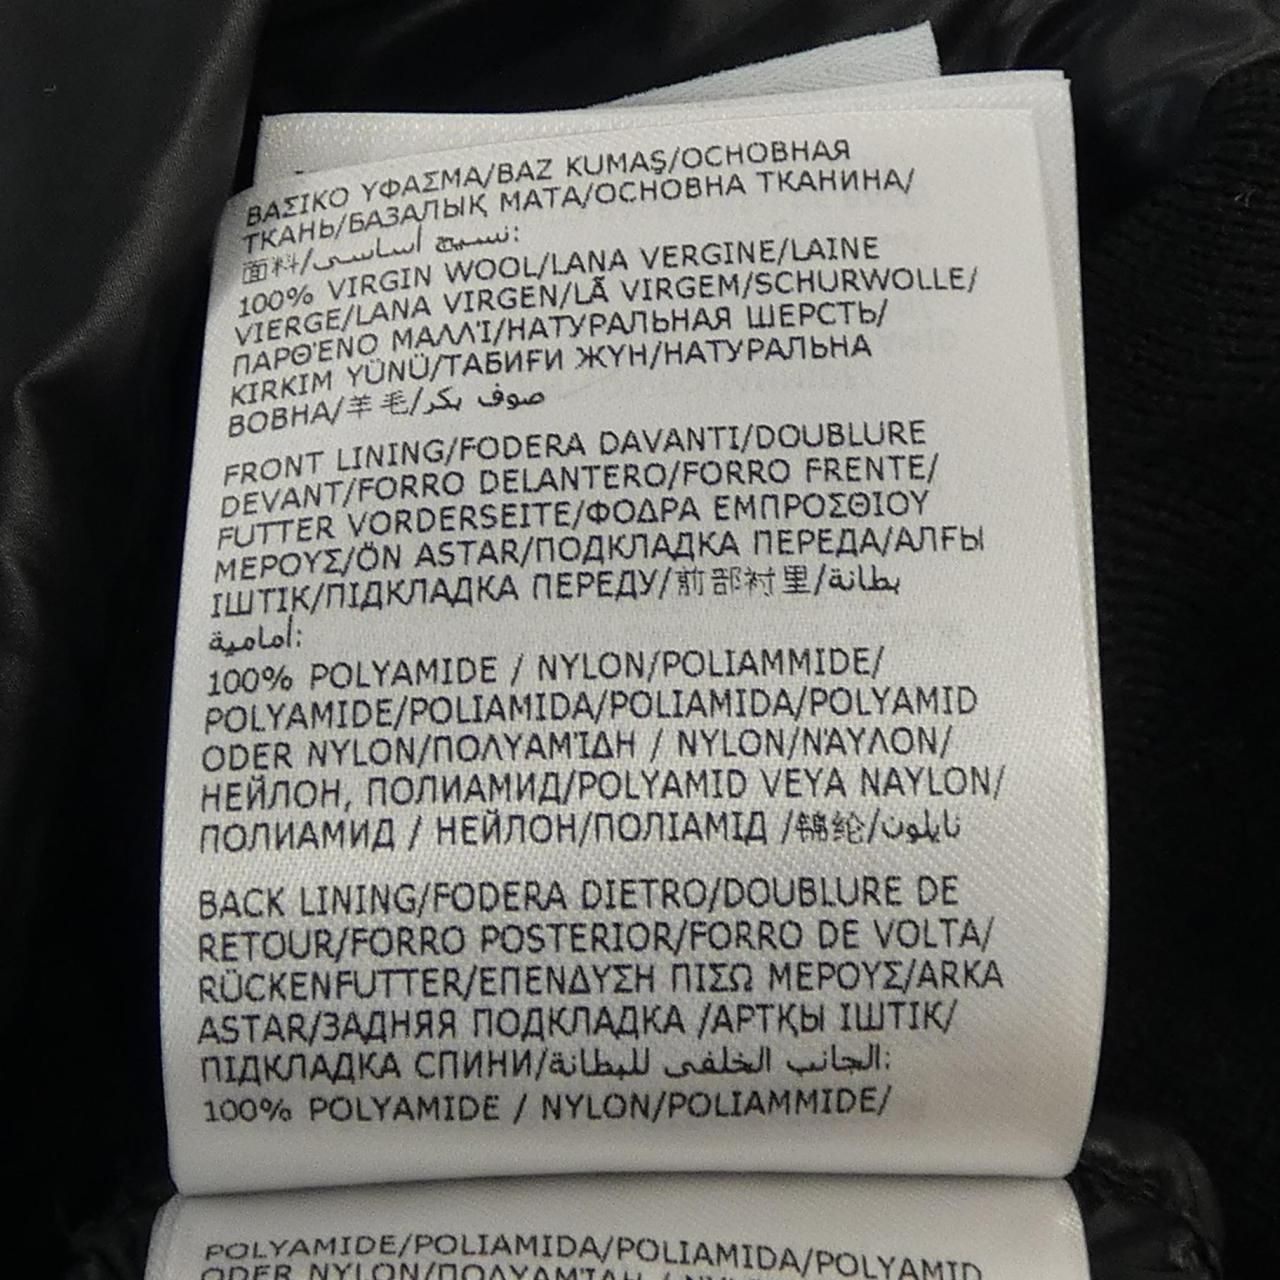 ΒΑΣΙΚΟ ΥΦΑΣΜΑ/BAZ KUMAŞ/ОСНОВНАЯ
ТКАНЬ/БАЗАЛЫҚ МАТА/ОСНОВНА ТКАНИНА/
面料/نسيج أساسي:
100% VIRGIN WOOL/LANA VERGINE/LAINE
VIERGE/LANA VIRGEN/LÃ VIRGEM/SCHURWOLLE/
ΠΑΡΘΈΝΟ ΜΑΛΛΊ/НАТУРАЛЬНАЯ ШЕРСТЬ/
KIRKIM YÜNÜ/ТАБИҒИ ЖҮН/НАТУРАЛЬНА
ВОВНА/羊毛/صوف بكر
FRONT LINING/FODERA DAVANTI/DOUBLURE
DEVANT/FORRO DELANTERO/FORRO FRENTE/
FUTTER VORDERSEITE/ΦΟΔΡΑ ΕΜΠΡΟΣΘΙΟΥ
ΜΕΡΟΥΣ/ÖN ASTAR/ПОДКЛАДКА ПЕРЕДА/АЛҒЫ
ІШТІК/ПІДКЛАДКА ПЕРЕДУ/前部衬里/بطانة
أمامية:
100% POLYAMIDE / NYLON/POLIAMMIDE/
POLYAMIDE/POLIAMIDA/POLIAMIDA/POLYAMID
ODER NYLON/ΠΟΛΥΑΜΊΔΗ / NYLON/ΝΆΥΛΟΝ/
НЕЙЛОН, ПОЛИАМИД/POLYAMID VEYA NAYLON/
ПОЛИАМИД / НЕЙЛОН/ПОЛІАМІД /锦纶/نايلون
BACK LINING/FODERA DIETRO/DOUBLURE DE
RETOUR/FORRO POSTERIOR/FORRO DE VOLTA/
RÜCKENFUTTER/ΕΠΕΝΔΥΣΗ ΠΙΣΩ ΜΕΡΟΥΣ/ARKA
ASTAR/ЗАДНЯЯ ПОДКЛАДКА /АРТҚЫ ІШТІК/
ПІДКЛАДКА СПИНИ/الجانب الخلفي للبطانة:
100% POLYAMIDE / NYLON/POLIAMMIDE/
POLYAMIDE/POLIAMIDA/POLIAMIDA/POLYAMID
ODER NYLON/ΠΟΛΥΑΜΊΔΗ